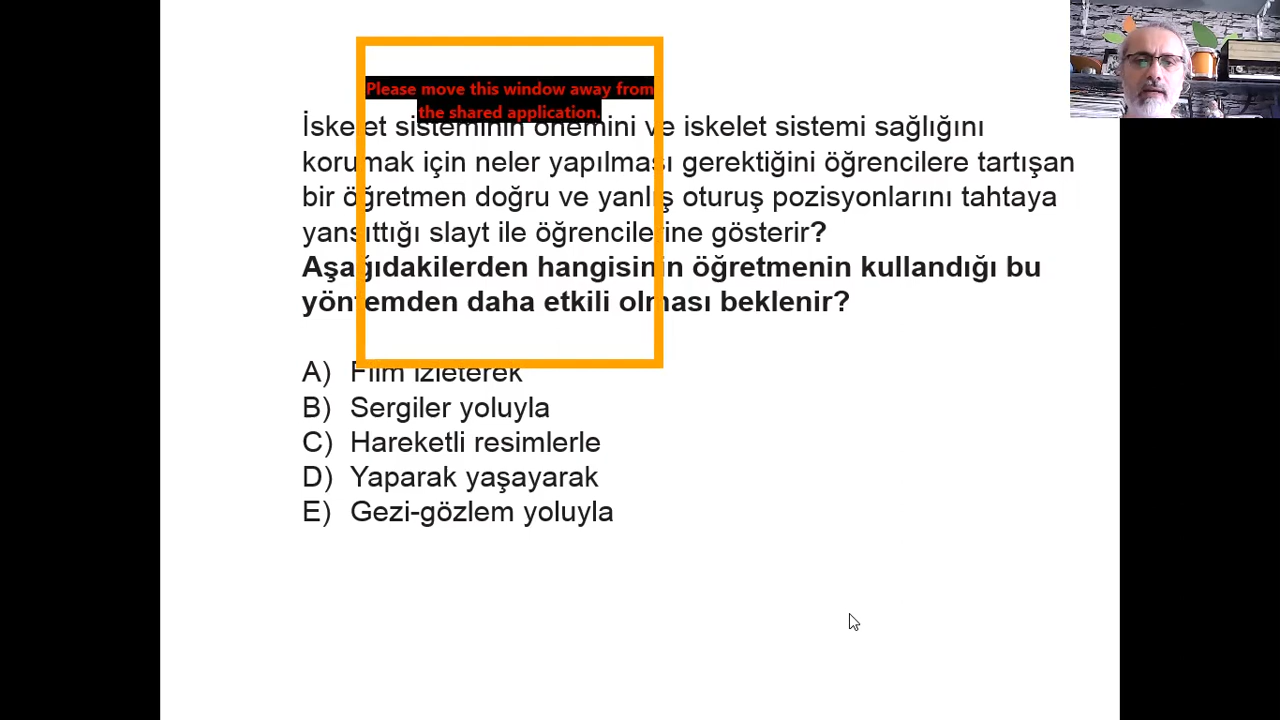 Please move this window away from
the shared application.
İskelet sisteminin önemini ve iskelet sistemi sağlığını
korumak için neler yapılması gerektiğini öğrencilere tartışan
bir öğretmen doğru ve yanlış oturuş pozisyonlarını tahtaya
yansıttığı slayt ile öğrencilerine gösterir?
Aşağıdakilerden hangisinin öğretmenin kullandığı bu
yöntemden daha etkili olması beklenir?
A) Film izleterek
B) Sergiler yoluyla
C) Hareketli resimlerle
D) Yaparak yaşayarak
E) Gezi-gözlem yoluyla